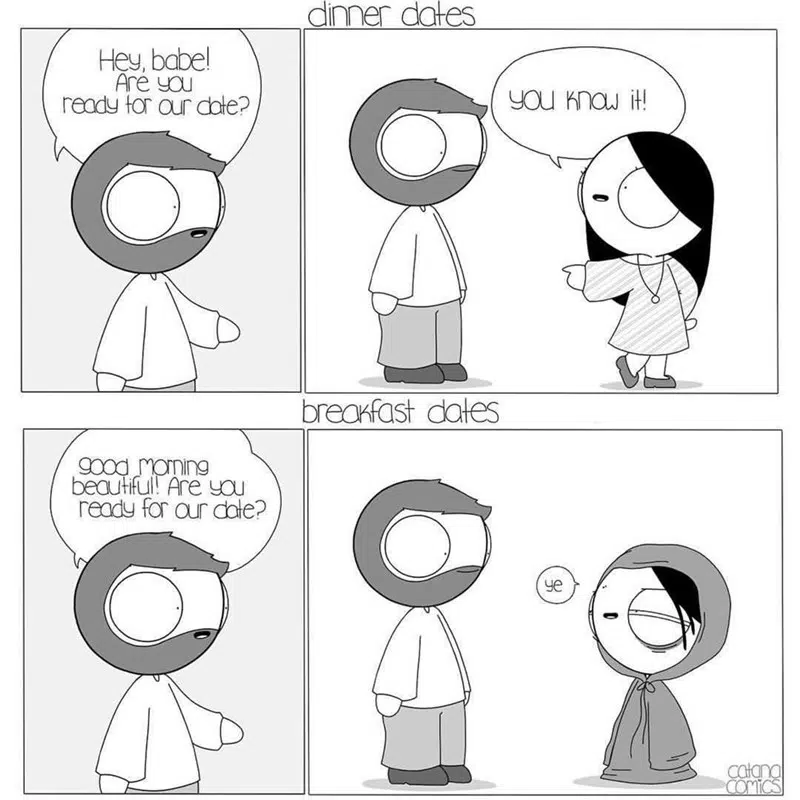 dinner dates
Hey, babe!
Are you
ready for our date?
you know it!
breakfast dates
good morning
beautiful! Are you
ready for our date?
ye
catana
comics